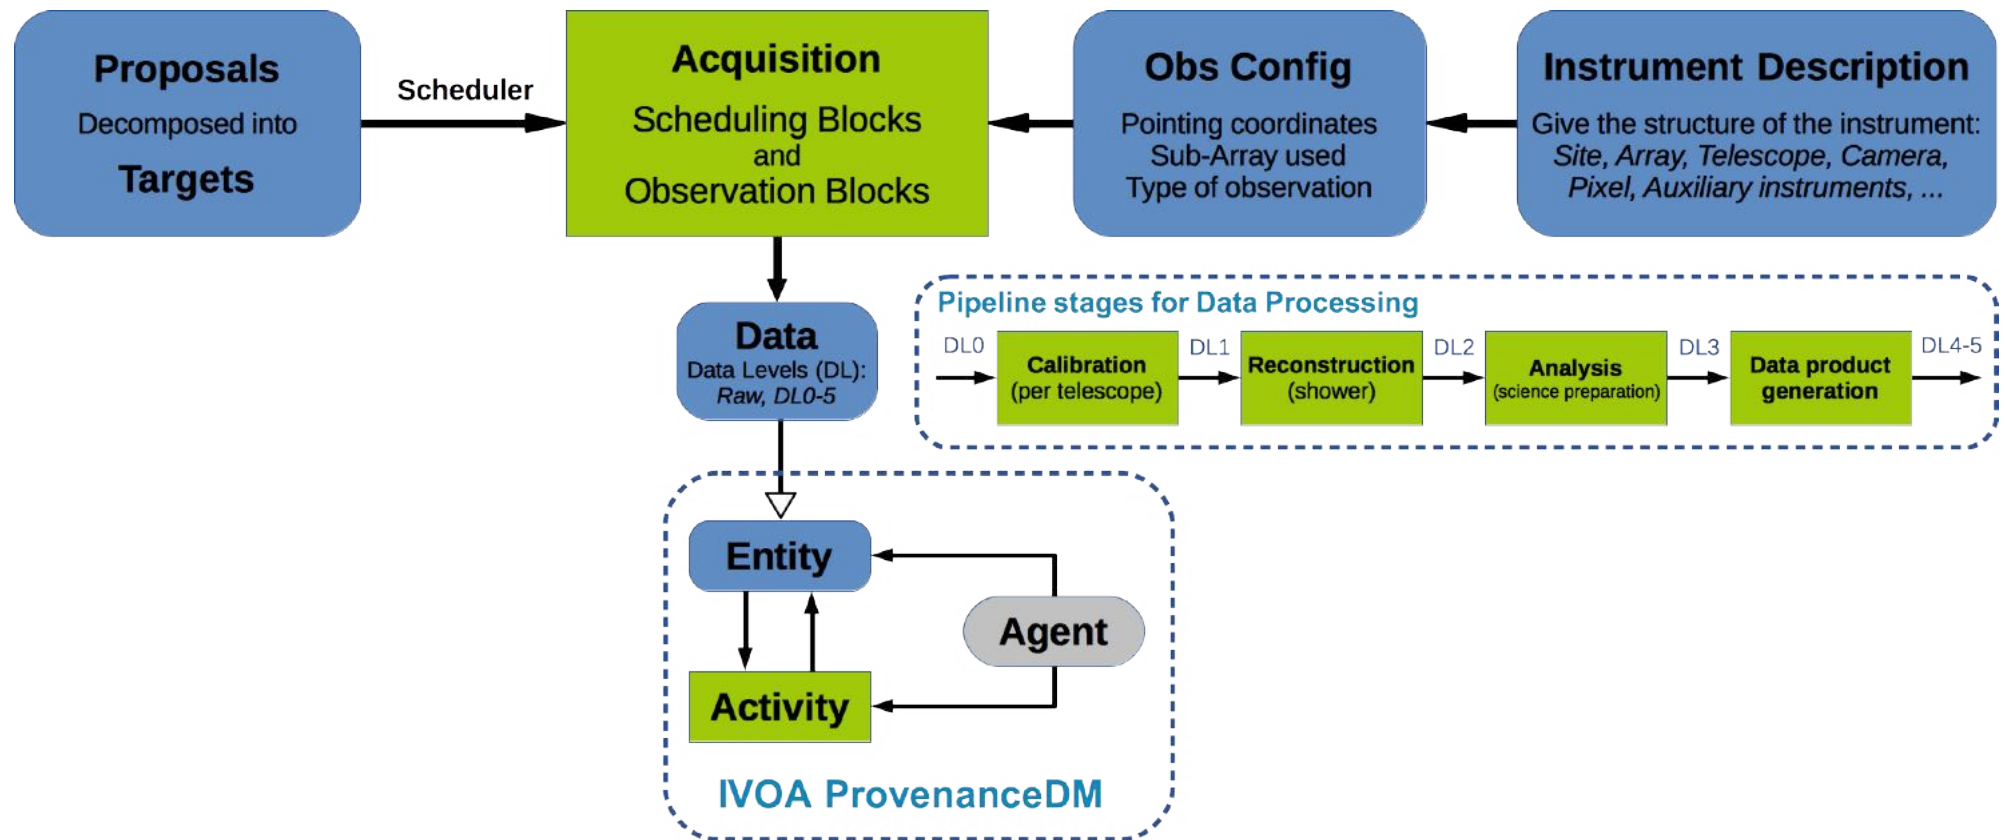 Proposals
Decomposed into
Targets
Scheduler
Acquisition
Scheduling Blocks
and
Observation Blocks
Obs Config
Pointing coordinates
Sub-Array used
Type of observation
Instrument Description
Give the structure of the instrument:
Site, Array, Telescope, Camera,
Pixel, Auxiliary instruments, ...
Data
Data Levels (DL):
Raw, DL0-5
Pipeline stages for Data Processing
DL0
Calibration
(per telescope)
DL1
Reconstruction
(shower)
DL2
Analysis
(science preparation)
DL3
Data product
generation
DL4-5
Entity
Agent
Activity
IVOA ProvenanceDM